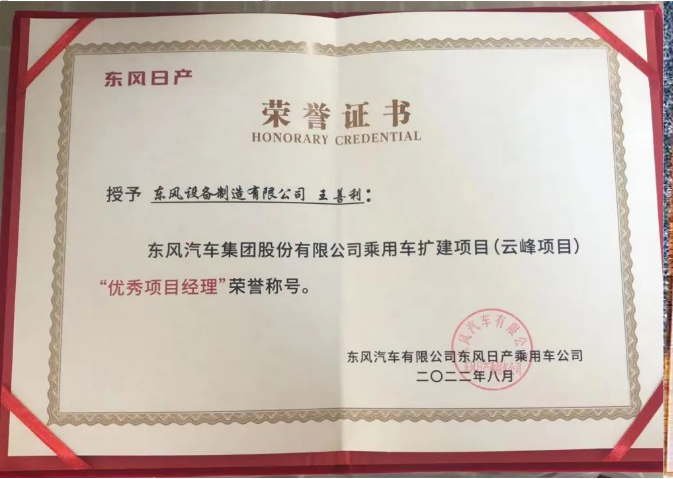 东风日产
荣誉证书
HONORARY CREDENTIAL
授予 东风设备制造有限公司 王善利：
东风汽车集团股份有限公司乘用车扩建项目（云峰项目）
“优秀项目经理”荣誉称号。
东风汽车有限公司东风日产乘用车公司
二〇二二年八月